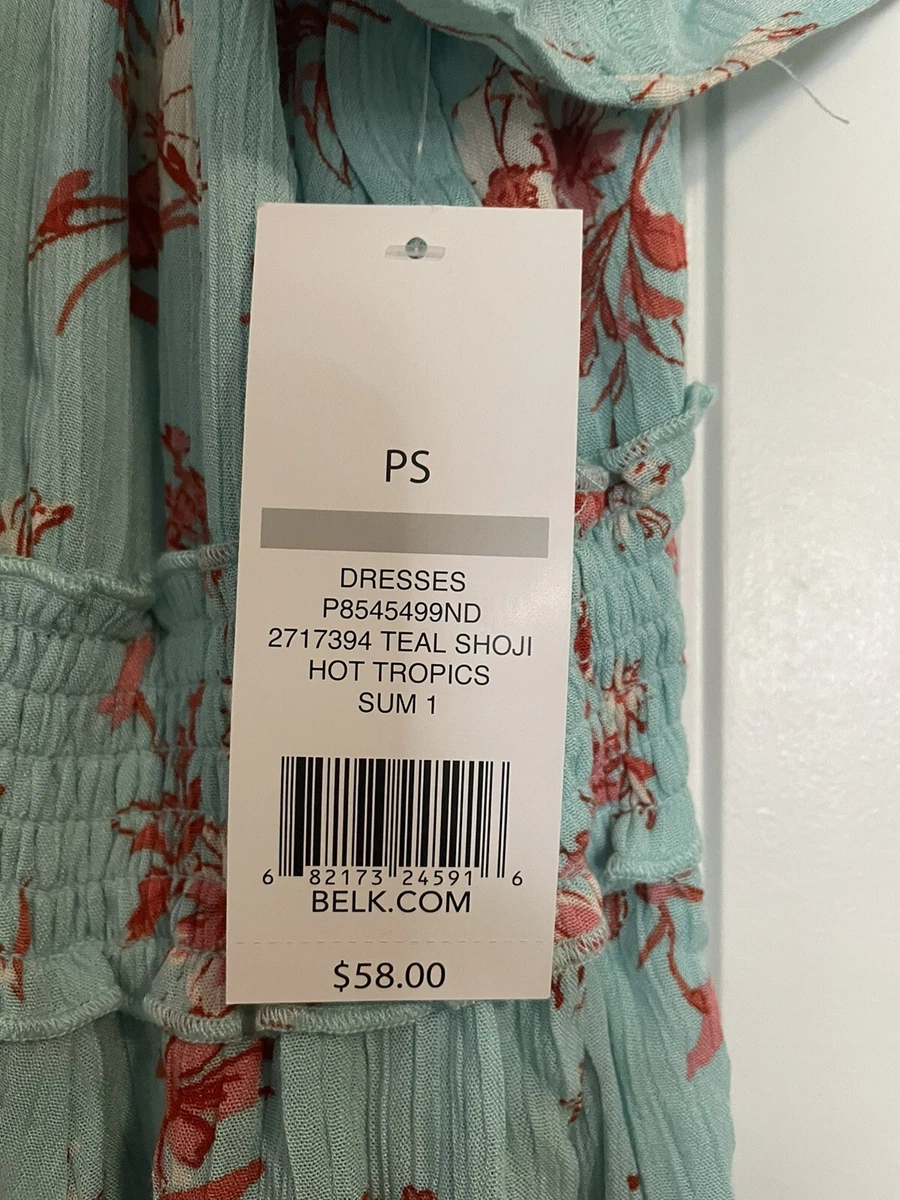 PS
DRESSES
P8545499ND
2717394 TEAL SHOJI
HOT TROPICS
SUM 1
6 82173 24591 6
BELK.COM
$58.00